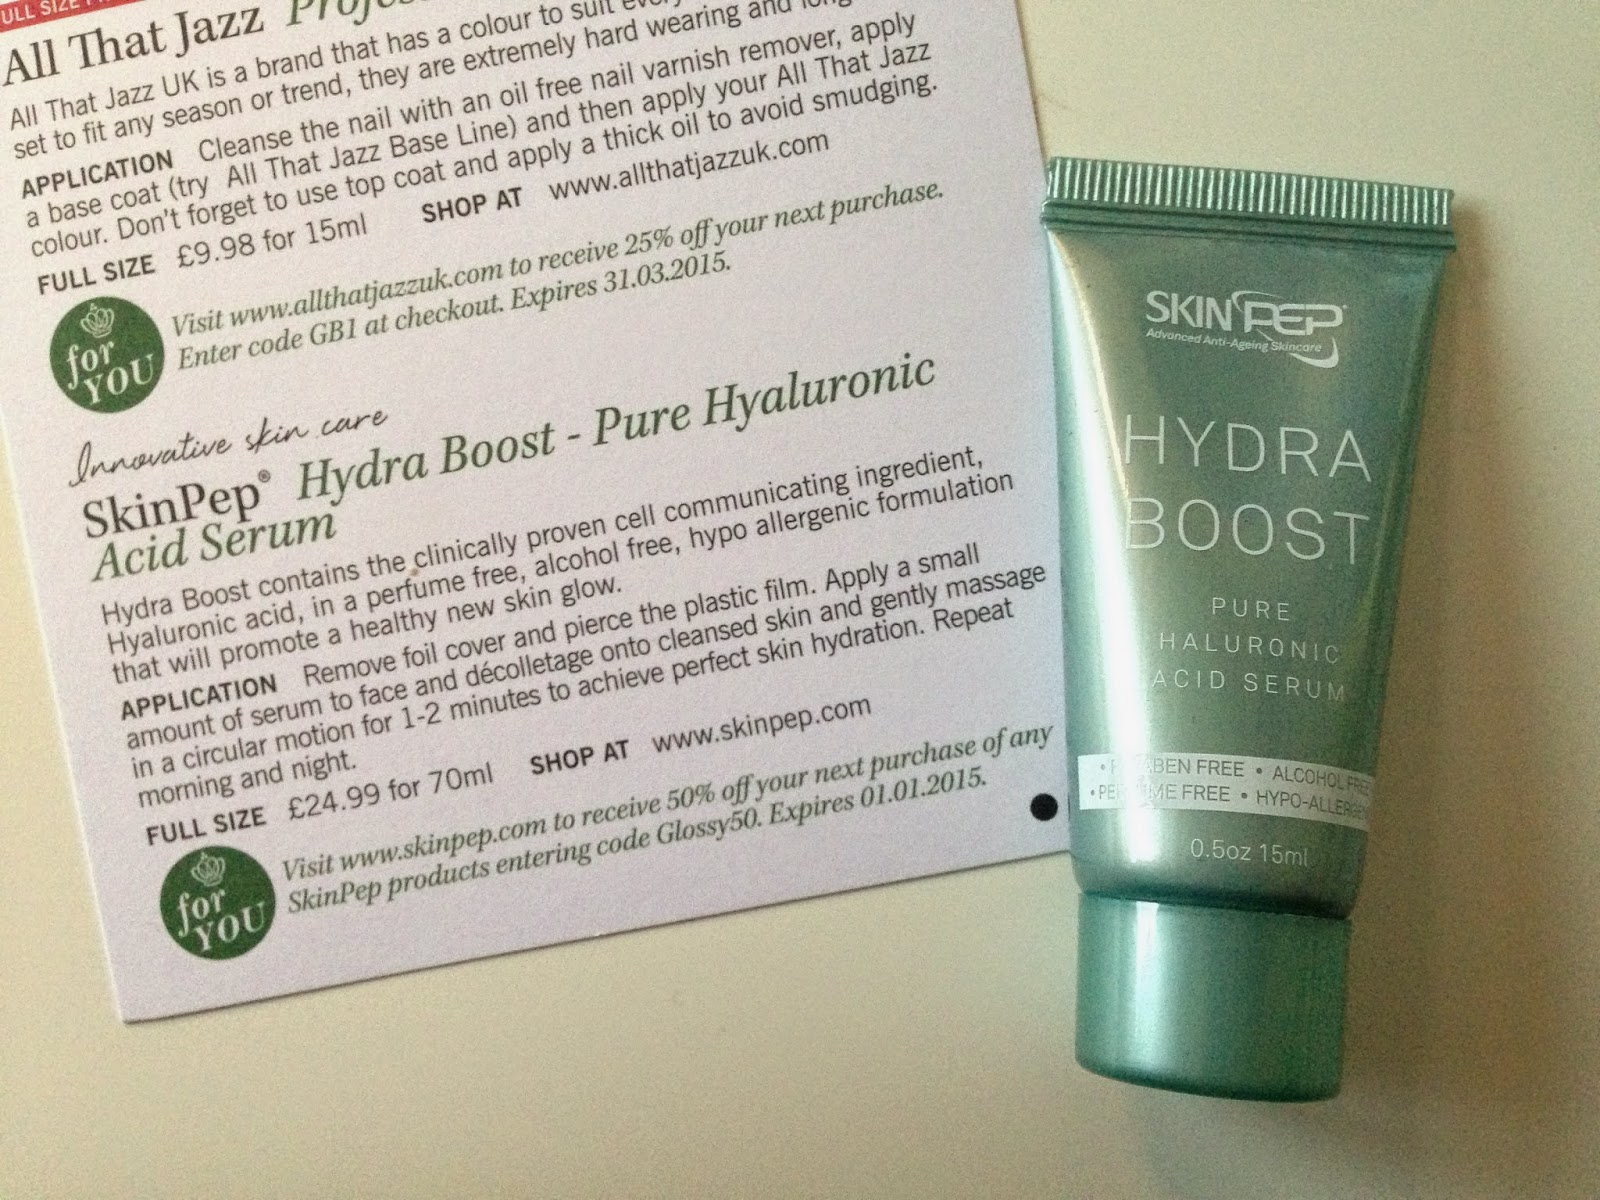 ULL SIZE
All That Jazz
All That Jazz UK is a brand that has a colour to suit
set to fit any season or trend, they are extremely hard wearing and
APPLICATION Cleanse the nail with an oil free nail varnish remover, apply
a base coat (try All That Jazz Base Line) and then apply your All That Jazz
colour. Don't forget to use top coat and apply a thick oil to avoid smudging.
FULL SIZE £9.98 for 15ml SHOP AT www.allthatjazzuk.com
for
YOU
Visit www.allthatjazzuk.com to receive 25% off your next purchase.
Enter code GB1 at checkout. Expires 31.03.2015.
Innovative skin care
SkinPep® Hydra Boost - Pure Hyaluronic
Acid Serum
Hydra Boost contains the clinically proven cell communicating ingredient,
Hyaluronic acid, in a perfume free, alcohol free, hypo allergenic formulation
that will promote a healthy new skin glow.
APPLICATION Remove foil cover and pierce the plastic film. Apply a small
amount of serum to face and décolletage onto cleansed skin and gently massage
in a circular motion for 1-2 minutes to achieve perfect skin hydration. Repeat
morning and night.
FULL SIZE £24.99 for 70ml SHOP AT www.skinpep.com
for
YOU
Visit www.skinpep.com to receive 50% off your next purchase of any
SkinPep products entering code Glossy50. Expires 01.01.2015.
SKINPEP®
Advanced Anti-Ageing Skincare
HYDRA
BOOST
PURE
HALURONIC
ACID SERUM
• PARABEN FREE • ALCOHOL FREE
• PERFUME FREE • HYPO-ALLERGEN
0.5oz 15ml